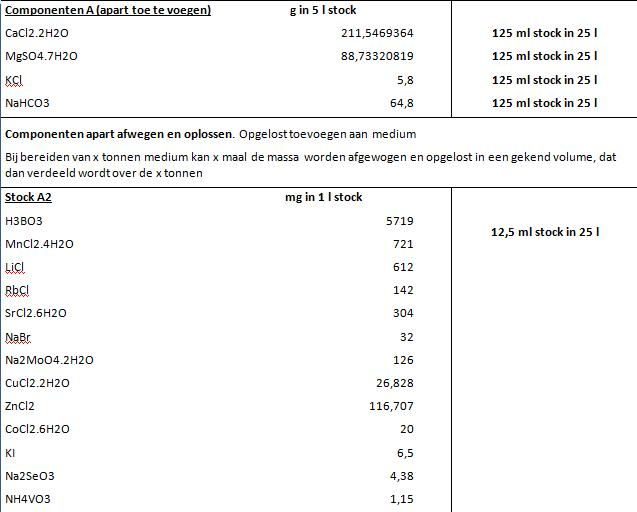 Componenten A (apart toe te voegen) g in 5 l stock
CaCl2.2H2O 211,5469364 125 ml stock in 25 l
MgSO4.7H2O 88,73320819 125 ml stock in 25 l
KCl 5,8 125 ml stock in 25 l
NaHCO3 64,8 125 ml stock in 25 l
Componenten apart afwegen en oplossen. Opgelost toevoegen aan medium
Bij bereiden van x tonnen medium kan x maal de massa worden afgewogen en opgelost in een gekend volume, dat
dan verdeeld wordt over de x tonnen
Stock A2 mg in 1 l stock
H3BO3 5719
12,5 ml stock in 25 l
MnCl2.4H2O 721
LiCl 612
RbCl 142
SrCl2.6H2O 304
NaBr 32
Na2MoO4.2H2O 126
CuCl2.2H2O 26,828
ZnCl2 116,707
CoCl2.6H2O 20
KI 6,5
Na2SeO3 4,38
NH4VO3 1,15